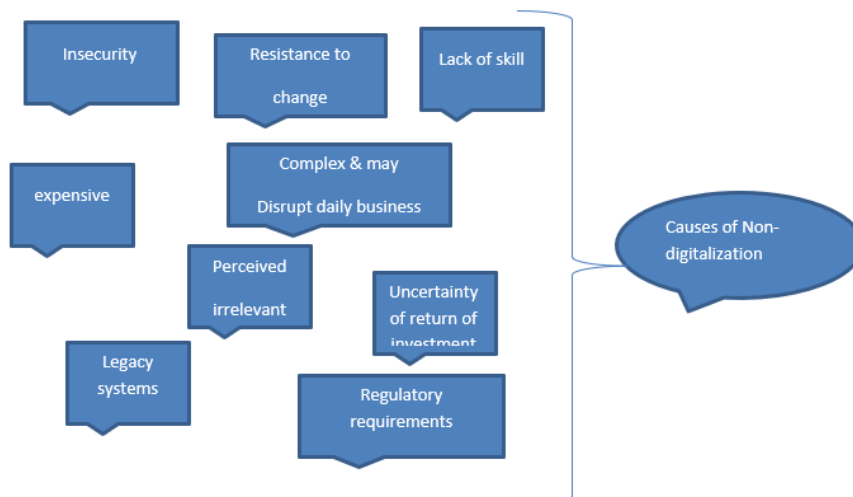 Insecurity
Resistance to
change
Lack of skill
expensive
Complex & may
Disrupt daily business
Causes of Non-
digitalization
Perceived
irrelevant
Uncertainty
of return of
investment
Legacy
systems
Regulatory
requirements